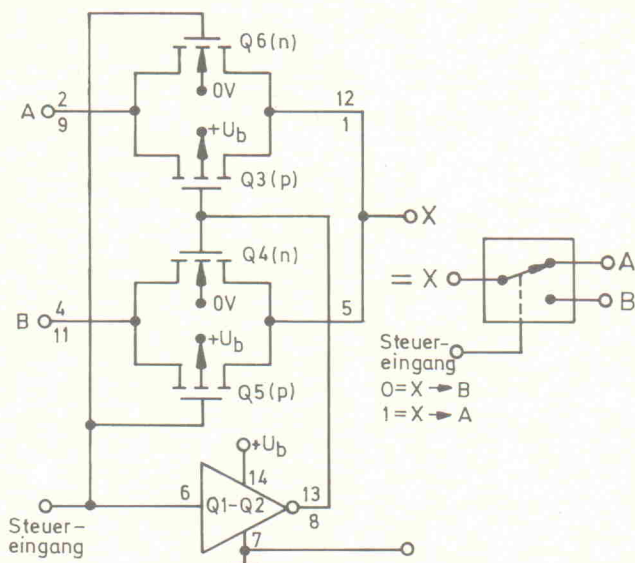 Q6(n)
0V
A
2
9
12
1
+Ub
Q3(p)
X
Q4(n)
0V
B
4
11
5
+Ub
Q5(p)
= X
A
B
Steuer-
eingang
0=X→B
1=X→A
+Ub
14
6
Q1-Q2
13
8
7
Steuer-
eingang